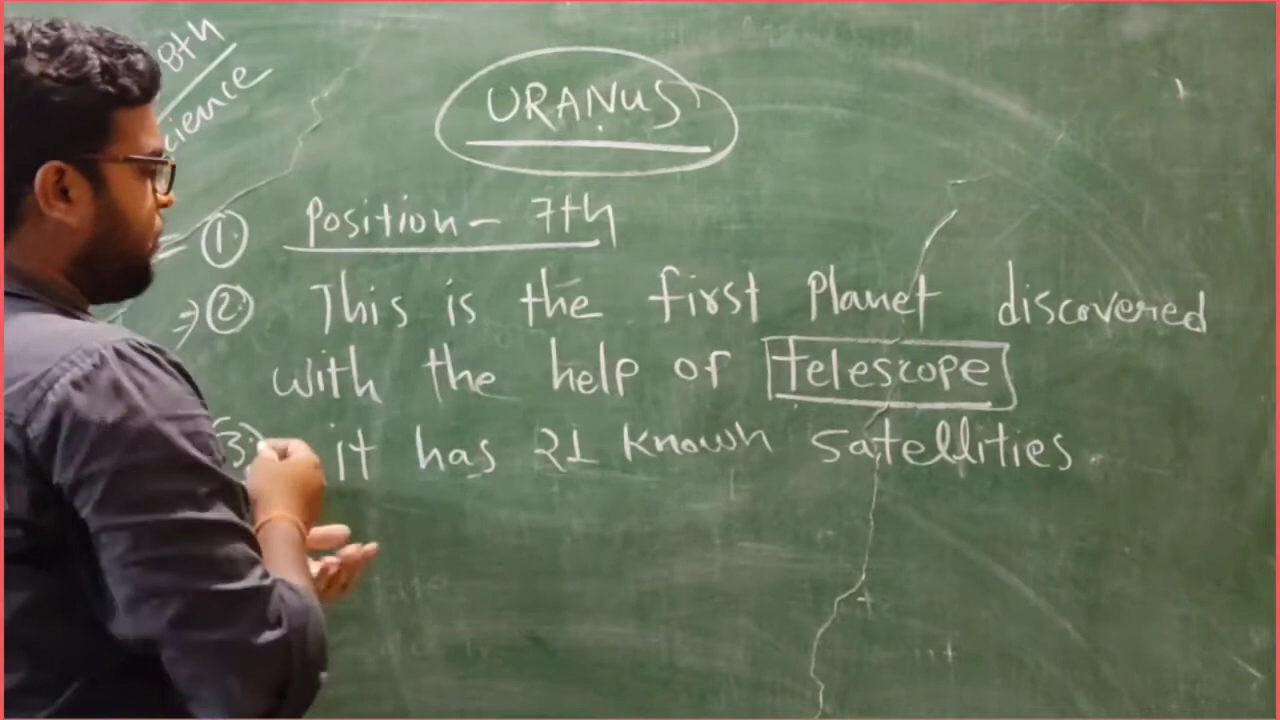 8th
cience
URANUS
1. Position - 7th
⇒ 2. This is the first Planet discovered
with the help of telescope
3. it has 21 known satellities